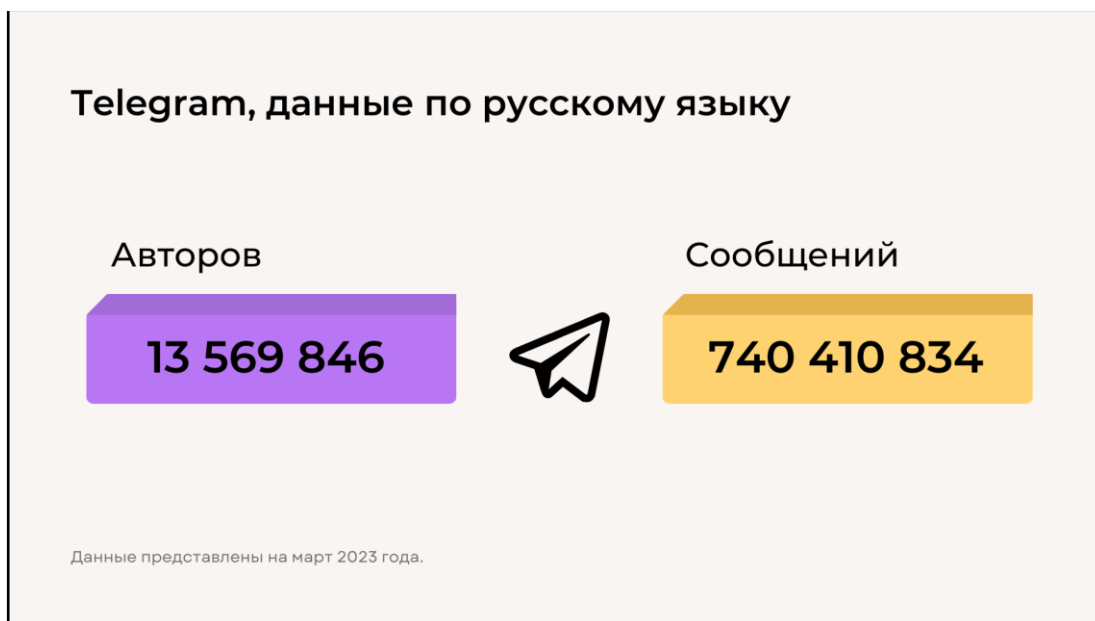 Telegram, данные по русскому языку
Авторов
Сообщений
13 569 846
740 410 834
Данные представлены на март 2023 года.